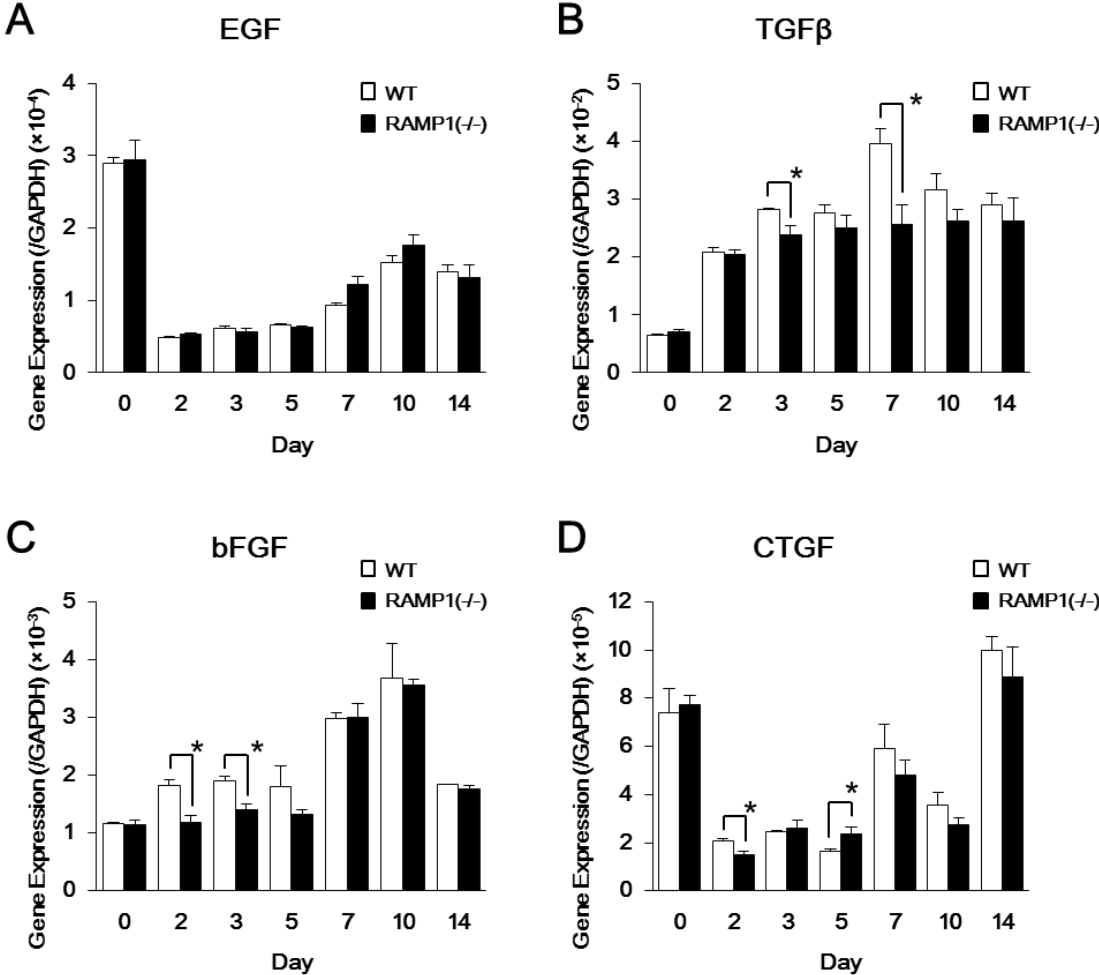 A
EGF
WT
RAMP1(-/-)
Gene Expression (/GAPDH) (×10⁻⁴)
4
3
2
1
0
0 2 3 5 7 10 14
Day
B
TGFβ
WT
RAMP1(-/-)
Gene Expression (/GAPDH) (×10⁻²)
5
4
3
2
1
0
*
*
0 2 3 5 7 10 14
Day
C
bFGF
WT
RAMP1(-/-)
Gene Expression (/GAPDH) (×10⁻³)
5
4
3
2
1
0
* *
0 2 3 5 7 10 14
Day
D
CTGF
WT
RAMP1(-/-)
Gene Expression (/GAPDH) (×10⁻⁵)
12
10
8
6
4
2
0
*
*
0 2 3 5 7 10 14
Day